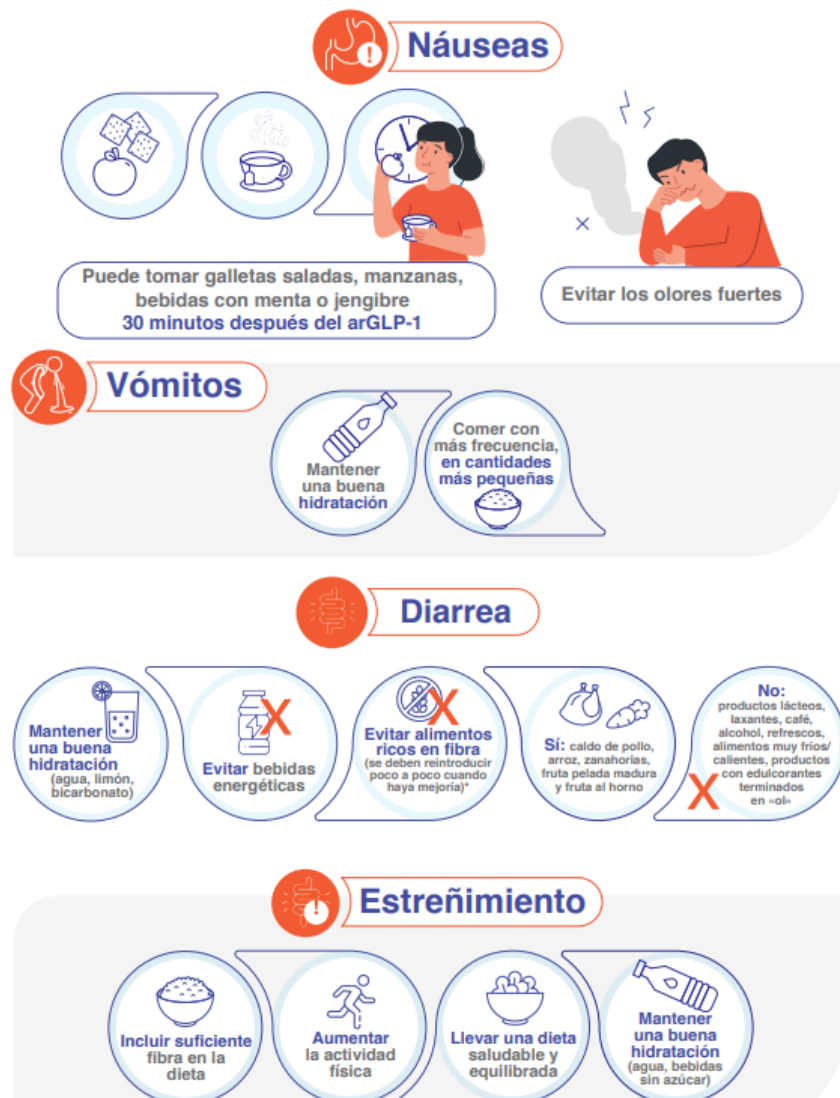 Náuseas
Puede tomar galletas saladas, manzanas,
bebidas con menta o jengibre
30 minutos después del arGLP-1
Evitar los olores fuertes
Vómitos
Mantener
una buena
hidratación
Comer con
más frecuencia,
en cantidades
más pequeñas
Diarrea
Mantener
una buena
hidratación
(agua, limón,
bicarbonato)
Evitar bebidas
energéticas
Evitar alimentos
ricos en fibra
(se deben reintroducir
poco a poco cuando
haya mejoría)*
Sí: caldo de pollo,
arroz, zanahorias,
fruta pelada madura
y fruta al horno
No:
productos lácteos,
laxantes, café,
alcohol, refrescos,
alimentos muy fríos/
calientes, productos
con edulcorantes
terminados
en «ol»
Estreñimiento
Incluir suficiente
fibra en la
dieta
Aumentar
la actividad
física
Llevar una dieta
saludable y
equilibrada
Mantener
una buena
hidratación
(agua, bebidas
sin azúcar)